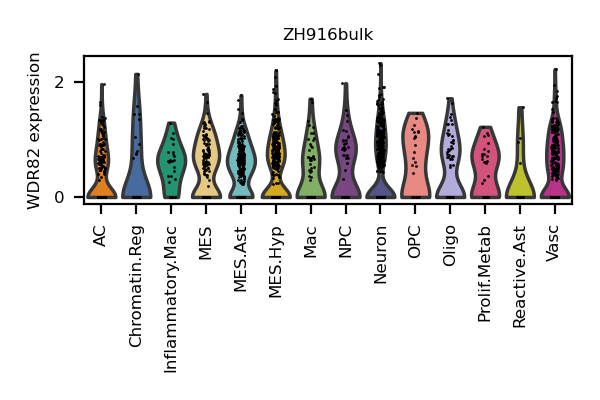 ZH916bulk
WDR82 expression
2
0
AC
Chromatin.Reg
Inflammatory.Mac
MES
MES.Ast
MES.Hyp
Mac
NPC
Neuron
OPC
Oligo
Prolif.Metab
Reactive.Ast
Vasc